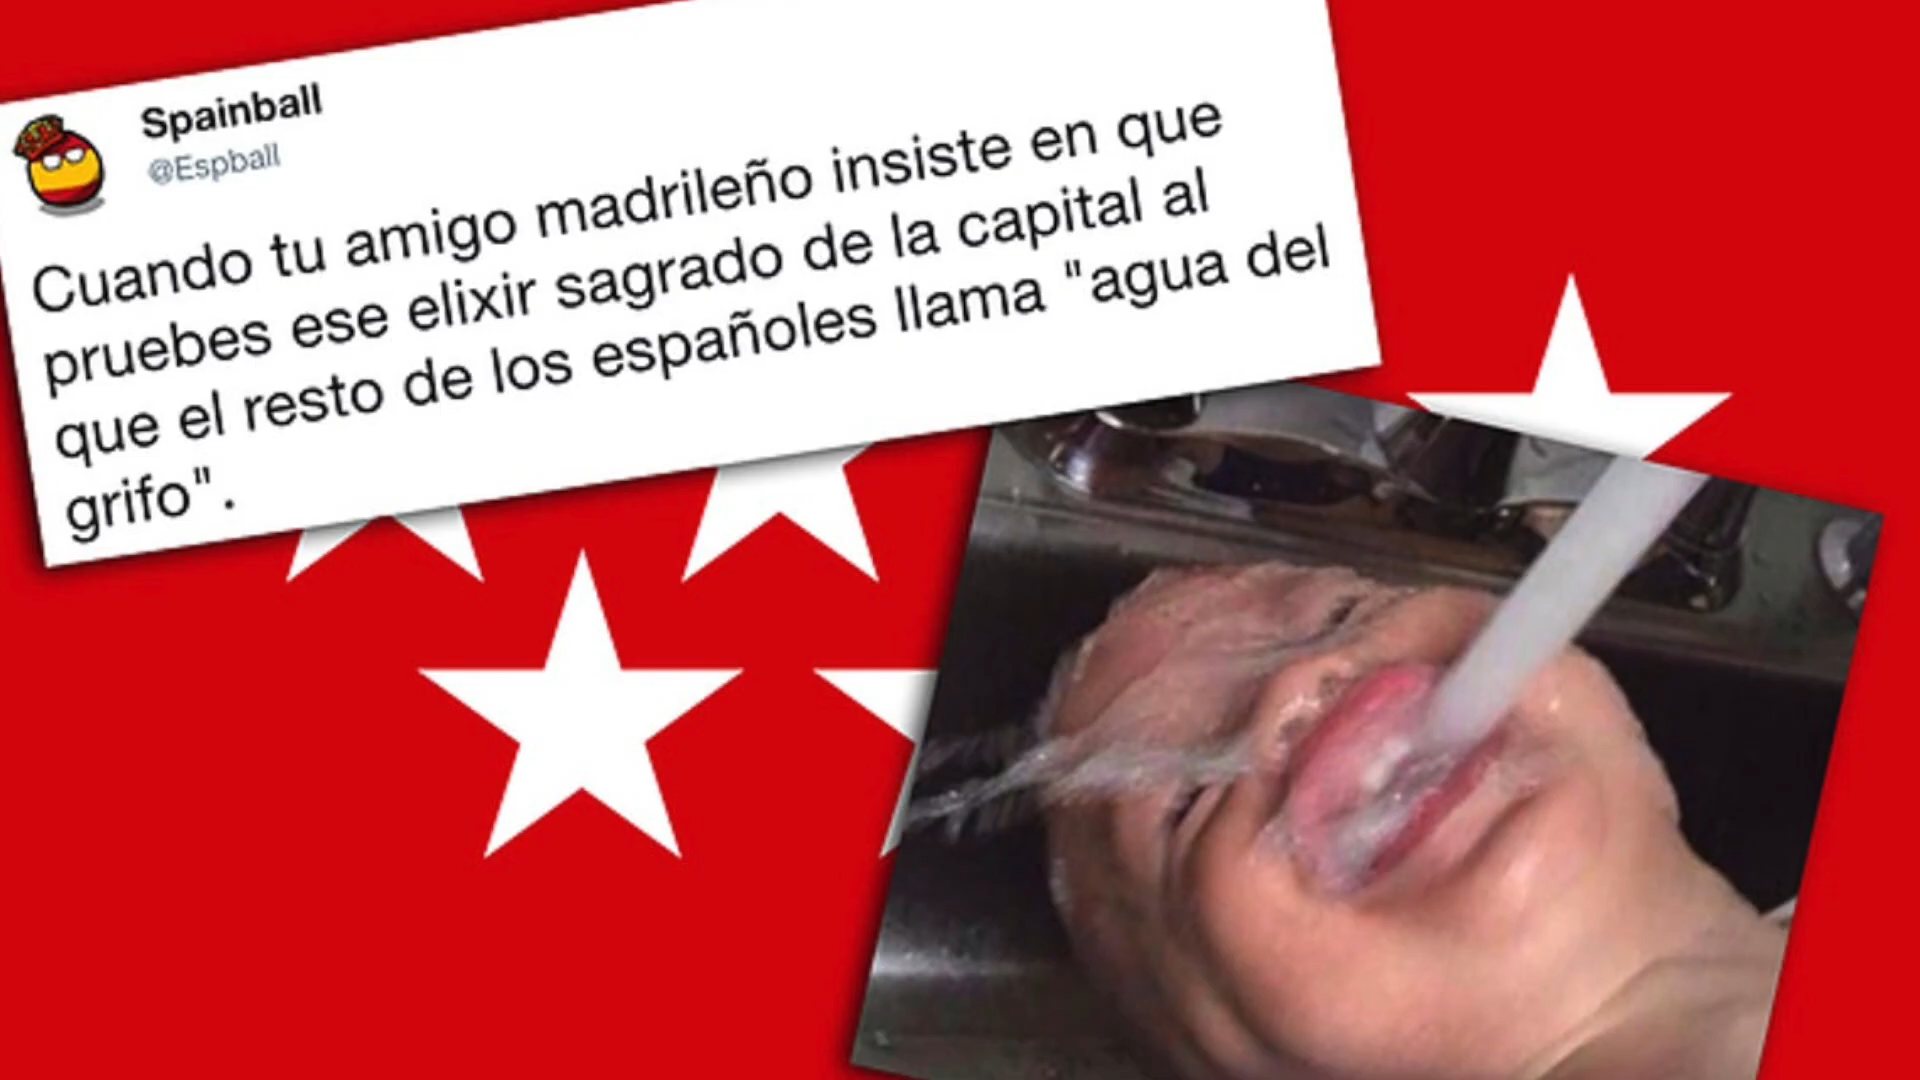 Spainball
@Espball
Cuando tu amigo madrileño insiste en que
pruebes ese elixir sagrado de la capital al
que el resto de los españoles llama "agua del
grifo".